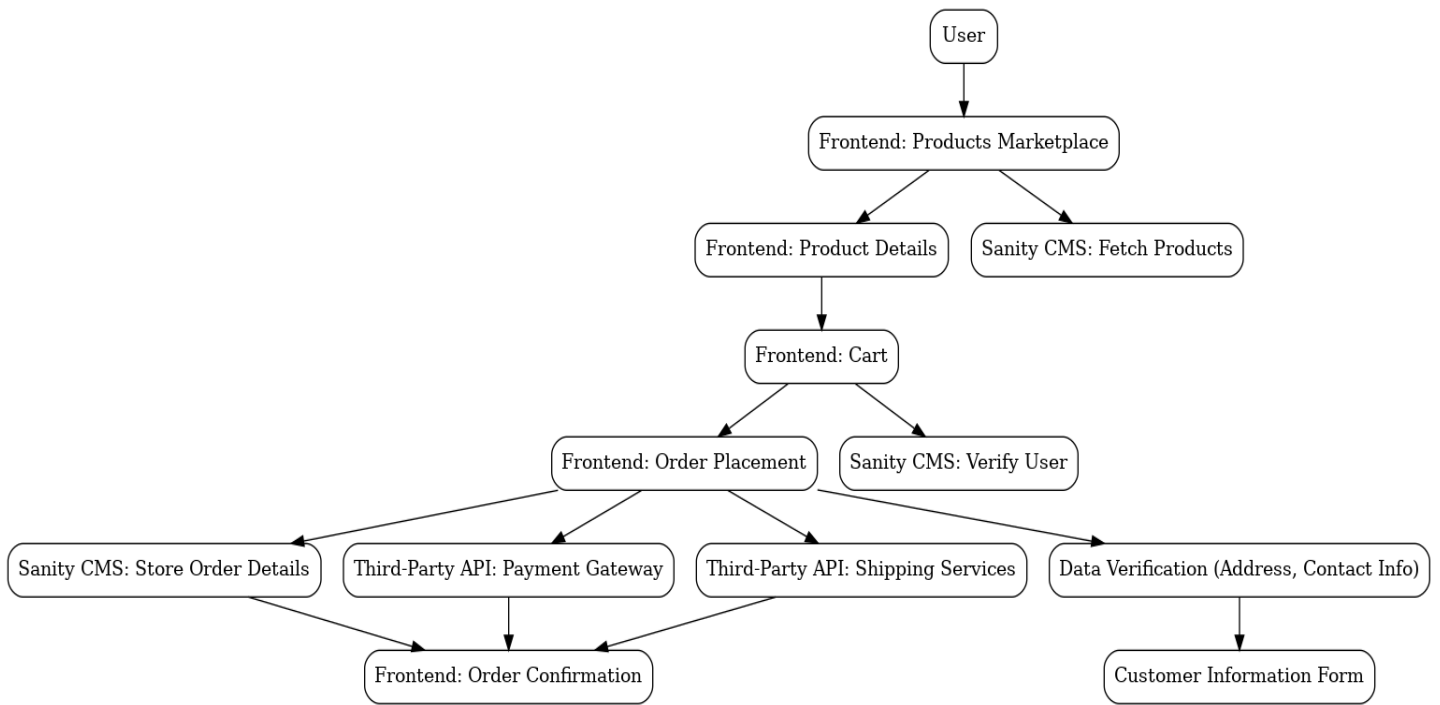 User
Frontend: Products Marketplace
Frontend: Product Details
Sanity CMS: Fetch Products
Frontend: Cart
Frontend: Order Placement
Sanity CMS: Verify User
Sanity CMS: Store Order Details
Third-Party API: Payment Gateway
Third-Party API: Shipping Services
Data Verification (Address, Contact Info)
Frontend: Order Confirmation
Customer Information Form